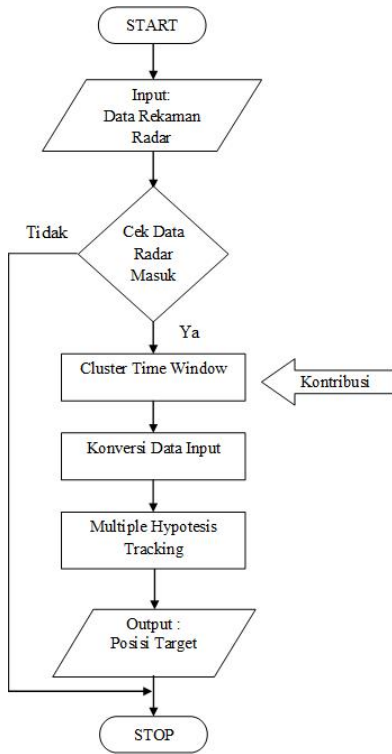 START
Input:
Data Rekaman
Radar
Tidak
Cek Data
Radar
Masuk
Ya
Cluster Time Window
Kontribusi
Konversi Data Input
Multiple Hypotesis
Tracking
Output :
Posisi Target
STOP